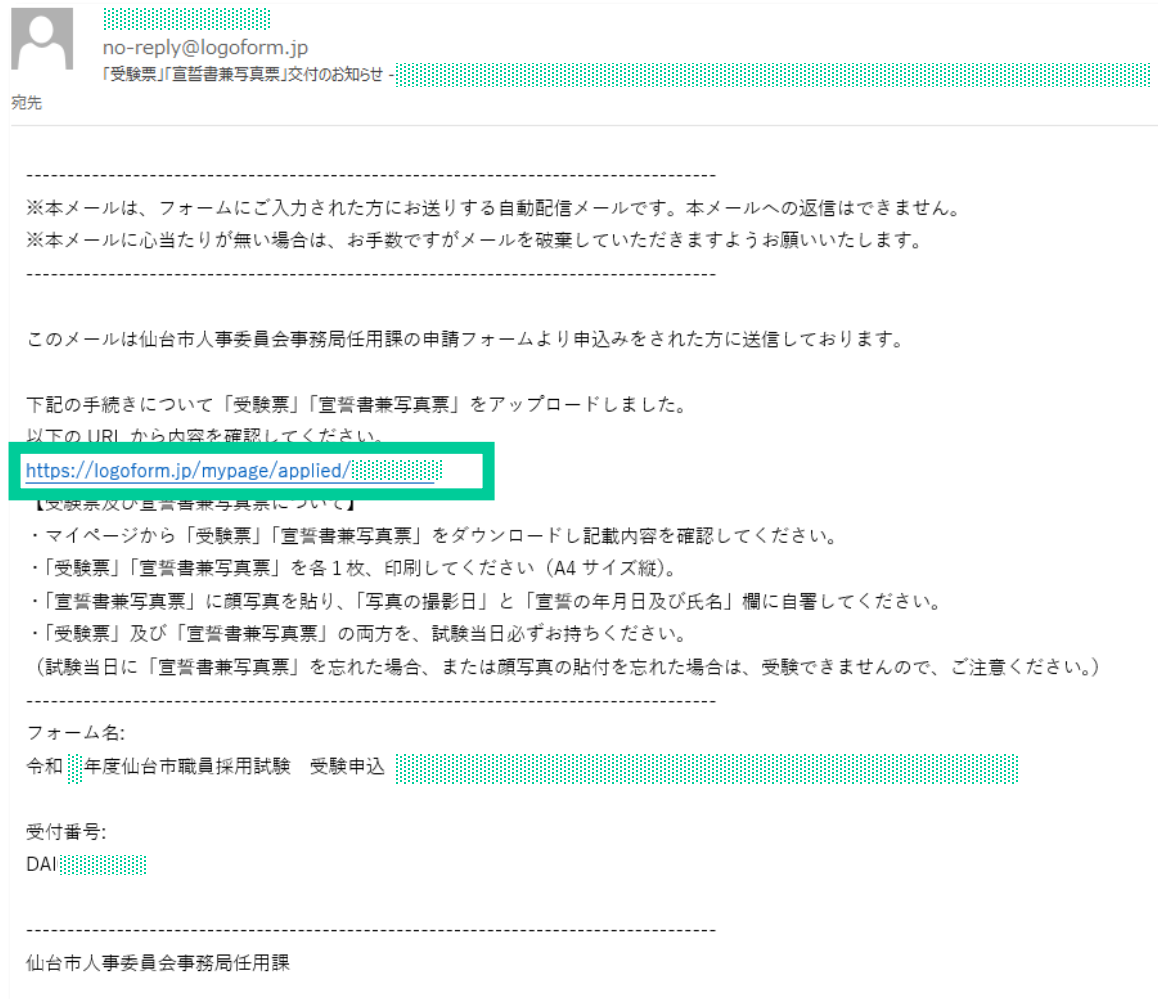 no-reply@logoform.jp
「受験票」「宣誓書兼写真票」交付のお知らせ -
宛先
--------------------------------------------------------------------------------
※本メールは、フォームにご入力された方にお送りする自動配信メールです。本メールへの返信はできません。
※本メールに心当たりが無い場合は、お手数ですがメールを破棄していただきますようお願いいたします。
--------------------------------------------------------------------------------
このメールは仙台市人事委員会事務局任用課の申請フォームより申込みをされた方に送信しております。
下記の手続きについて「受験票」「宣誓書兼写真票」をアップロードしました。
以下の URL から内容を確認してください。
https://logoform.jp/mypage/applied/
【受験票及び宣誓書兼写真票について】
・マイページから「受験票」「宣誓書兼写真票」をダウンロードし記載内容を確認してください。
・「受験票」「宣誓書兼写真票」を各１枚、印刷してください（A4 サイズ縦)。
・「宣誓書兼写真票」に顔写真を貼り、「写真の撮影日」と「宣誓の年月日及び氏名」欄に自署してください。
・「受験票」及び「宣誓書兼写真票」の両方を、試験当日必ずお持ちください。
（試験当日に「宣誓書兼写真票」を忘れた場合、または顔写真の貼付を忘れた場合は、受験できませんので、ご注意ください。）
--------------------------------------------------------------------------------
フォーム名:
令和 年度仙台市職員採用試験　受験申込
受付番号:
DAI
--------------------------------------------------------------------------------
仙台市人事委員会事務局任用課